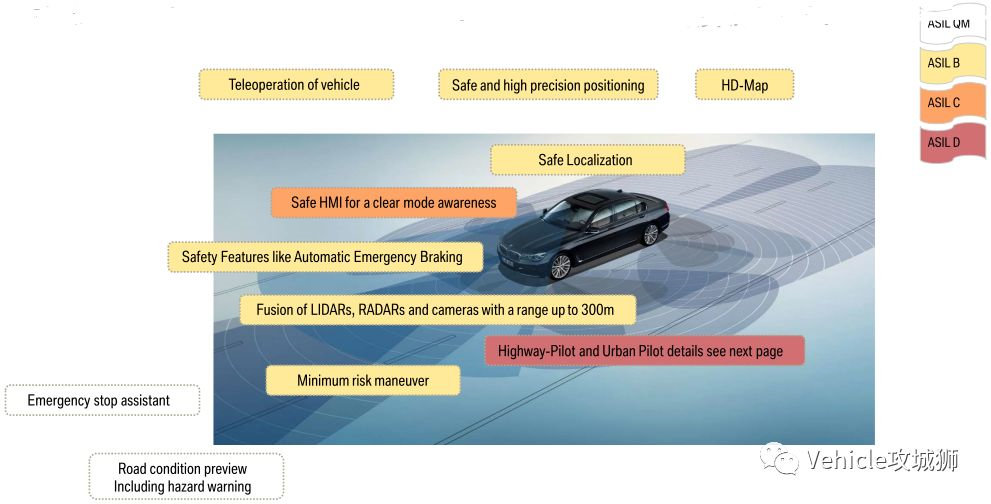 ASIL QM
ASIL B
ASIL C
ASIL D
Teleoperation of vehicle
Safe and high precision positioning
HD-Map
Safe Localization
Safe HMI for a clear mode awareness
Safety Features like Automatic Emergency Braking
Fusion of LIDARs, RADARs and cameras with a range up to 300m
Highway-Pilot and Urban Pilot details see next page
Minimum risk maneuver
Emergency stop assistant
Road condition preview
Including hazard warning
Vehicle攻城狮